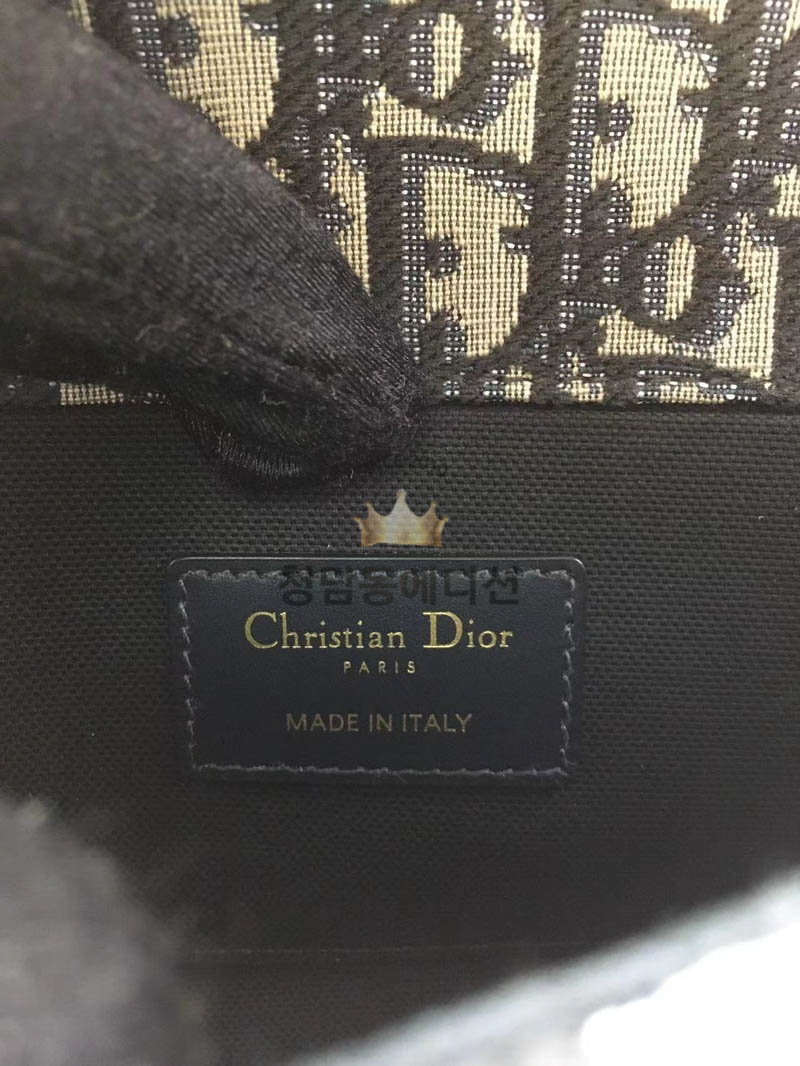 청담동에디션
Christian Dior
PARIS
MADE IN ITALY